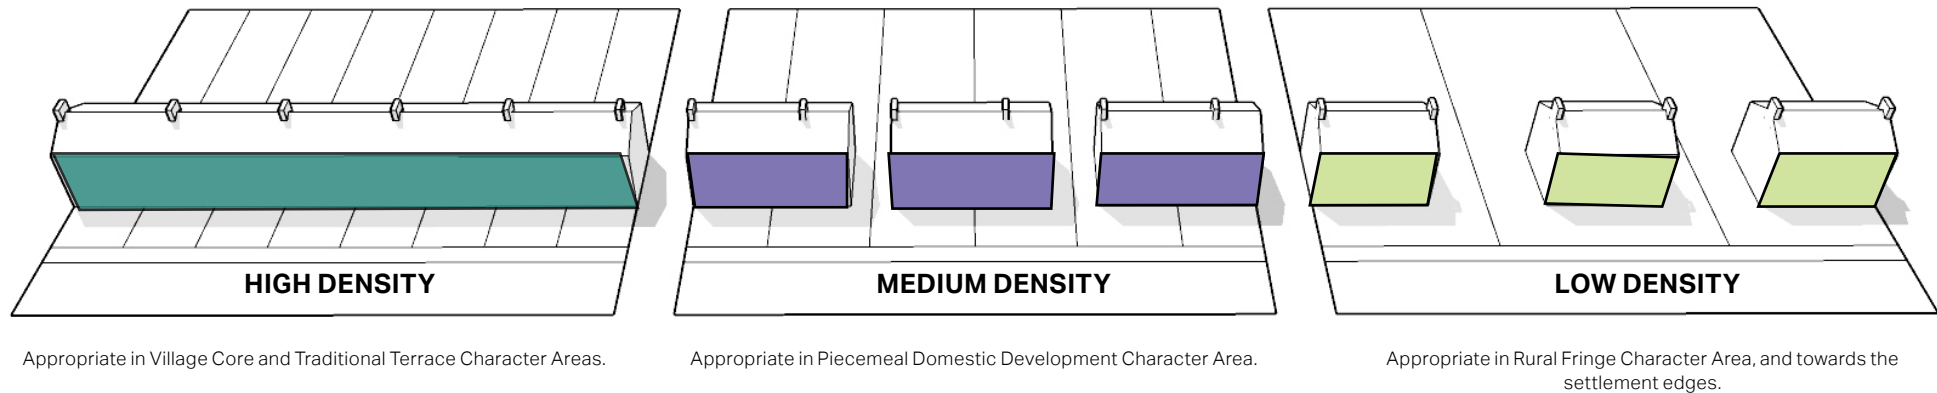 HIGH DENSITY
MEDIUM DENSITY
LOW DENSITY
Appropriate in Village Core and Traditional Terrace Character Areas.
Appropriate in Piecemeal Domestic Development Character Area.
Appropriate in Rural Fringe Character Area, and towards the
settlement edges.